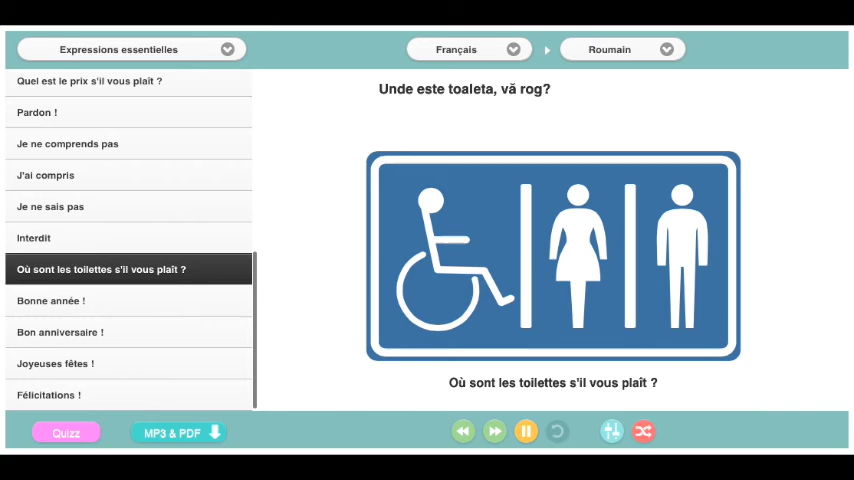 Expressions essentielles
Français
Roumain
Quel est le prix s'il vous plaît ?
Pardon !
Je ne comprends pas
J'ai compris
Je ne sais pas
Interdit
Où sont les toilettes s'il vous plaît ?
Bonne année !
Bon anniversaire !
Joyeuses fêtes !
Félicitations !
Unde este toaleta, vă rog?
Où sont les toilettes s'il vous plaît ?
Quizz
MP3 & PDF